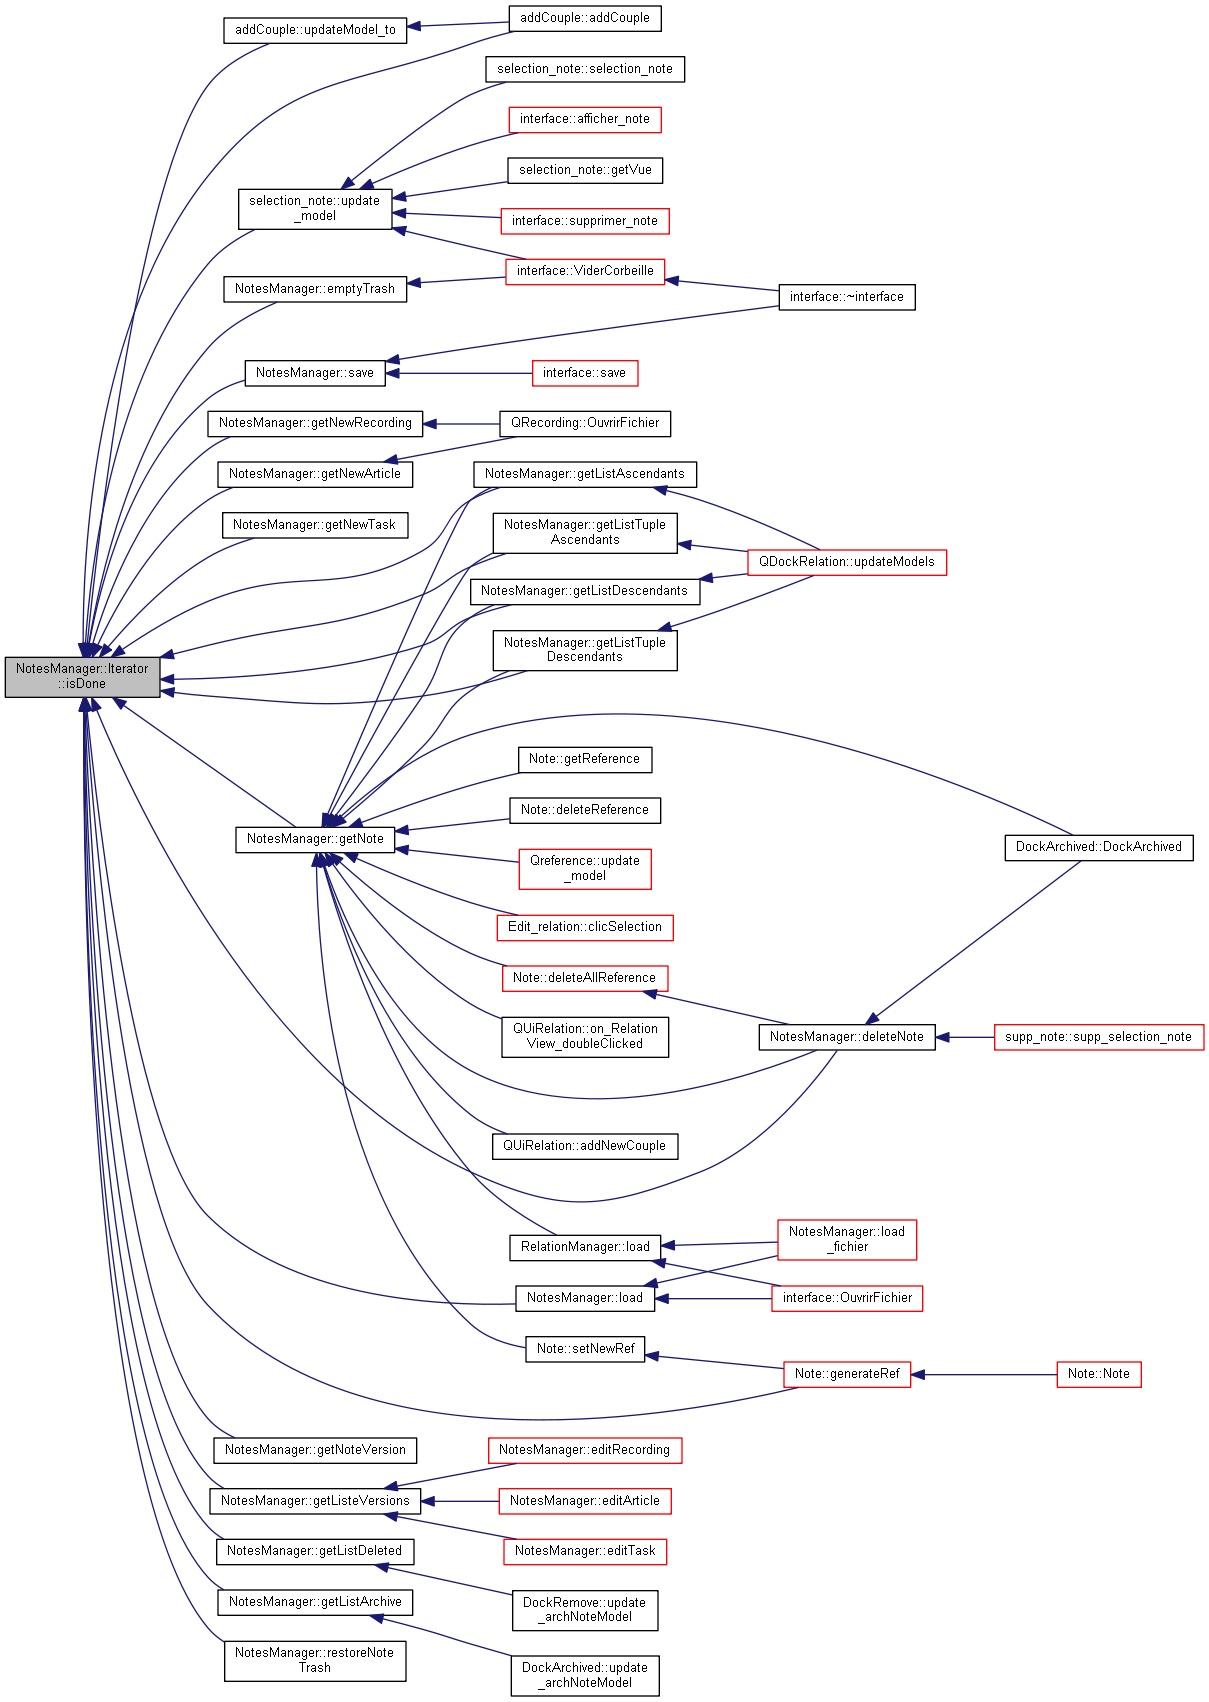 addCouple::updateModel_to
addCouple::addCouple
selection_note::selection_note
interface::afficher_note
selection_note::getVue
selection_note::update
_model
interface::supprimer_note
interface::ViderCorbeille
NotesManager::emptyTrash
interface::~interface
NotesManager::save
interface::save
NotesManager::getNewRecording
QRecording::OuvrirFichier
NotesManager::getNewArticle
NotesManager::getListAscendants
NotesManager::getNewTask
NotesManager::getListTuple
Ascendants
QDockRelation::updateModels
NotesManager::getListDescendants
NotesManager::getListTuple
Descendants
NotesManager::Iterator
::isDone
Note::getReference
Note::deleteReference
NotesManager::getNote
DockArchived::DockArchived
Qreference::update
_model
Edit_relation::clicSelection
Note::deleteAllReference
QUiRelation::on_Relation
View_doubleClicked
NotesManager::deleteNote
supp_note::supp_selection_note
QUiRelation::addNewCouple
RelationManager::load
NotesManager::load
_fichier
NotesManager::load
interface::OuvrirFichier
Note::setNewRef
Note::generateRef
Note::Note
NotesManager::getNoteVersion
NotesManager::editRecording
NotesManager::getListeVersions
NotesManager::editArticle
NotesManager::getListDeleted
NotesManager::editTask
NotesManager::getListArchive
DockRemove::update
_archNoteModel
NotesManager::restoreNote
Trash
DockArchived::update
_archNoteModel